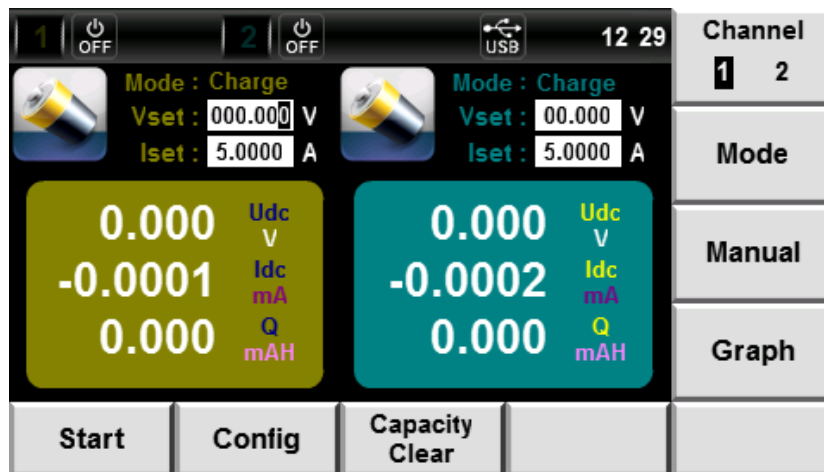 1 OFF 2 OFF USB 12 29
Mode : Charge
Vset : 000.000 V
Iset : 5.0000 A
Mode : Charge
Vset : 00.000 V
Iset : 5.0000 A
0.000 Udc V
-0.0001 Idc mA
0.000 Q mAH
0.000 Udc V
-0.0002 Idc mA
0.000 Q mAH
Channel
1 2
Mode
Manual
Graph
Start
Config
Capacity
Clear